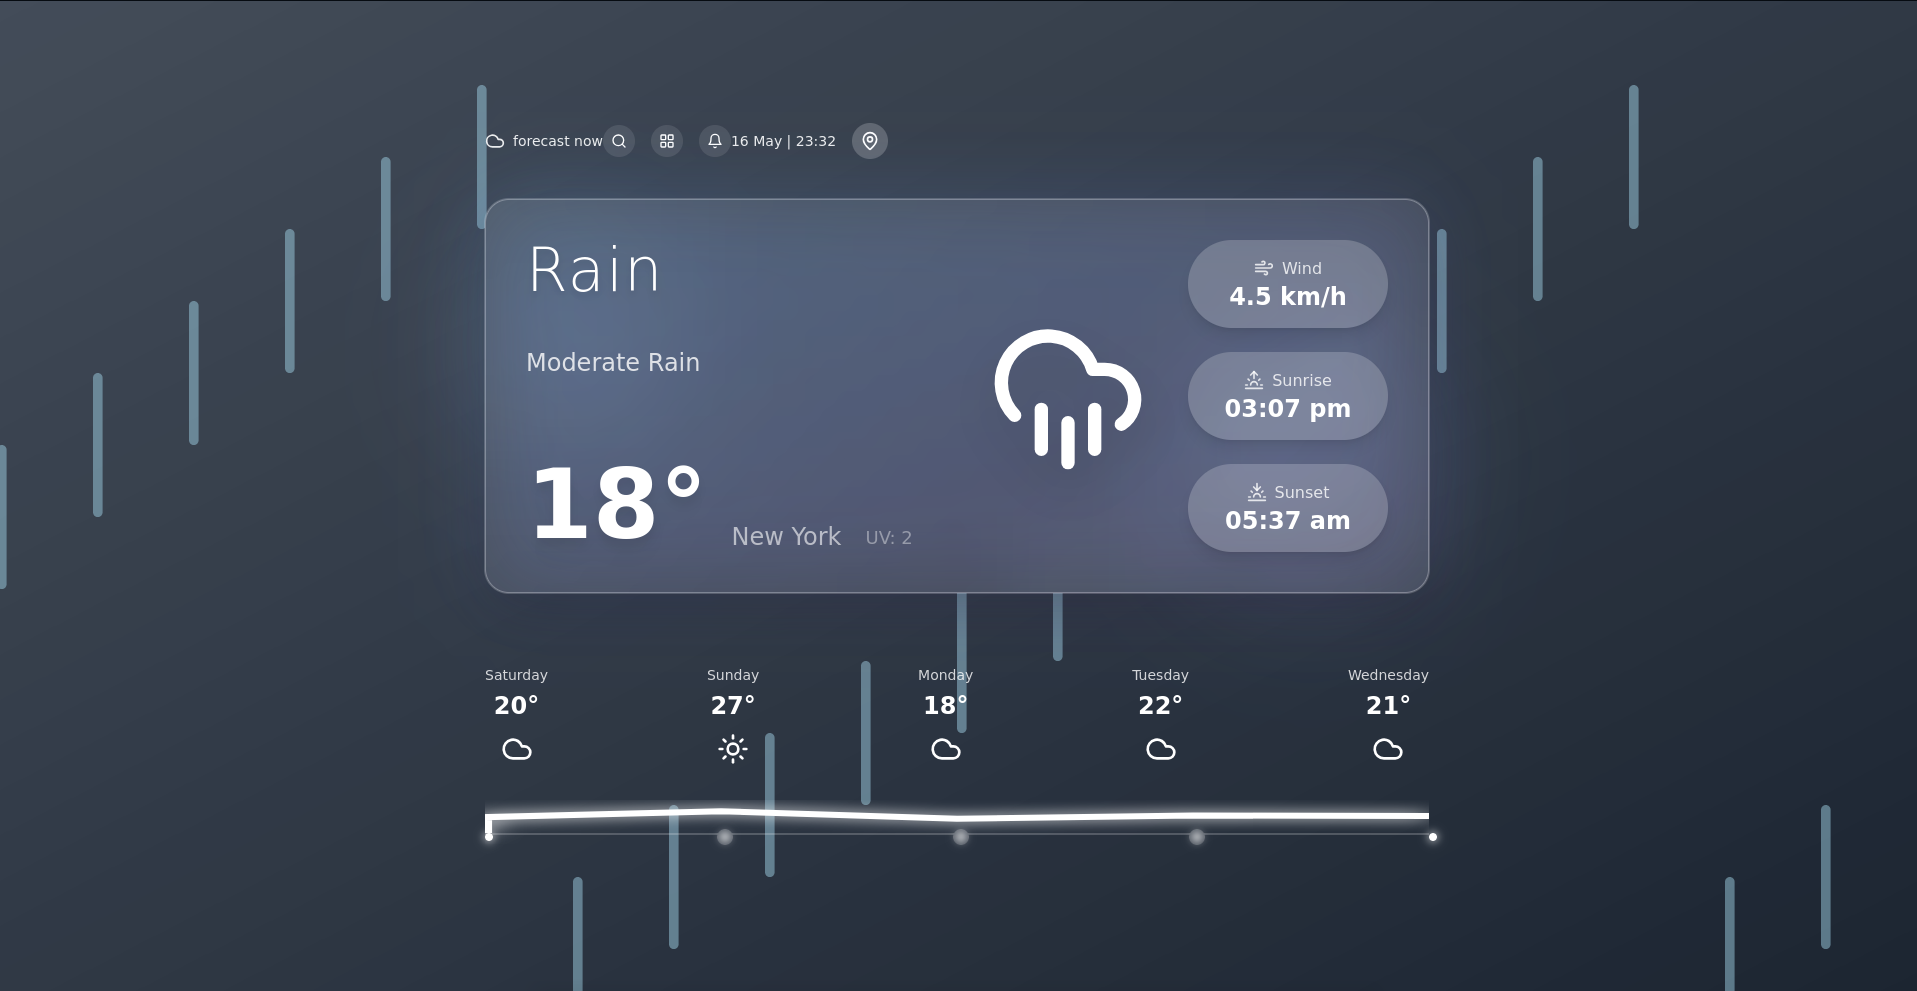 forecast now
16 May | 23:32
Rain
Moderate Rain
18°
New York
UV: 2
Wind
4.5 km/h
Sunrise
03:07 pm
Sunset
05:37 am
Saturday
20°
Sunday
27°
Monday
18°
Tuesday
22°
Wednesday
21°